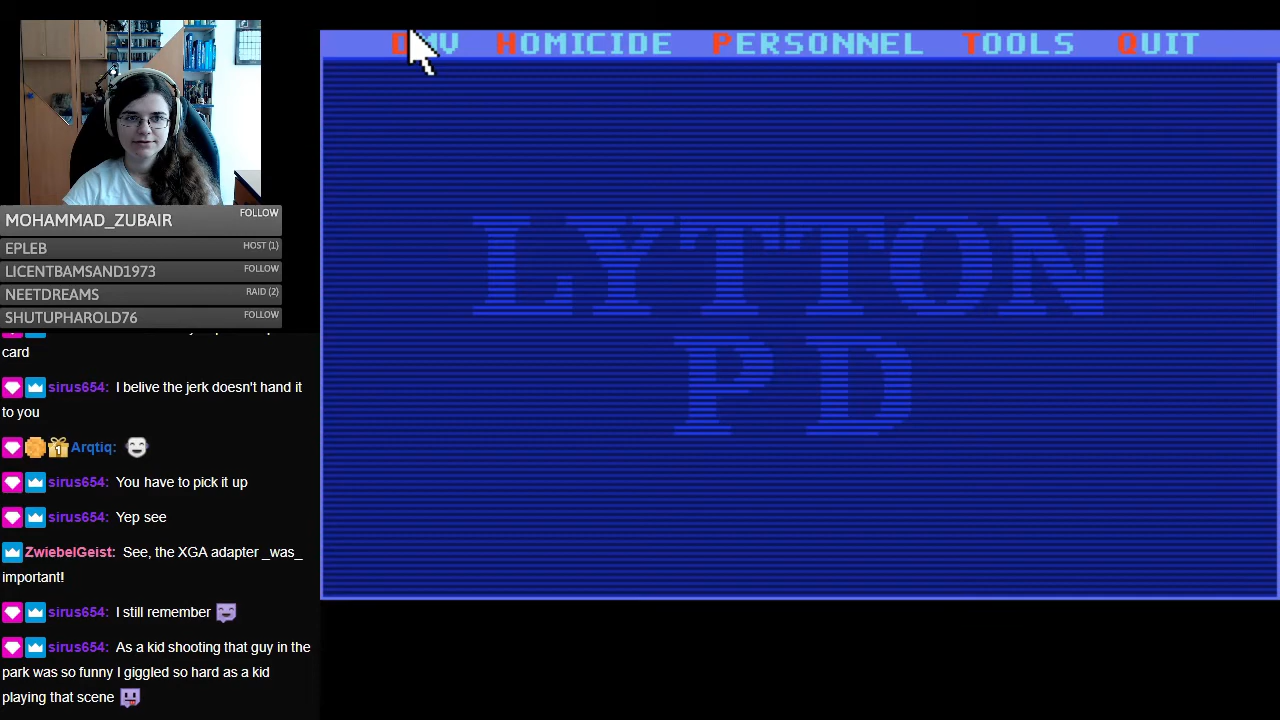 DMV HOMICIDE PERSONNEL TOOLS QUIT
LYTTON
PD
MOHAMMAD_ZUBAIR FOLLOW
EPLEB HOST (1)
LICENTBAMSAND1973 FOLLOW
NEETDREAMS RAID (2)
SHUTUPHAROLD76 FOLLOW
card
sirus654: I belive the jerk doesn't hand it
to you
1 Arqtiq:
sirus654: You have to pick it up
sirus654: Yep see
ZwiebelGeist: See, the XGA adapter _was_
important!
sirus654: I still remember
sirus654: As a kid shooting that guy in the
park was so funny I giggled so hard as a kid
playing that scene